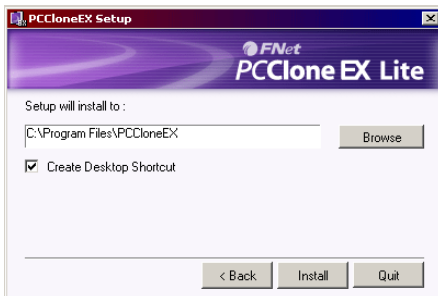 PCCloneEX Setup
FNet
PCClone EX Lite
Setup will install to :
C:\Program Files\PCCloneEX
Browse
Create Desktop Shortcut
< Back
Install
Quit